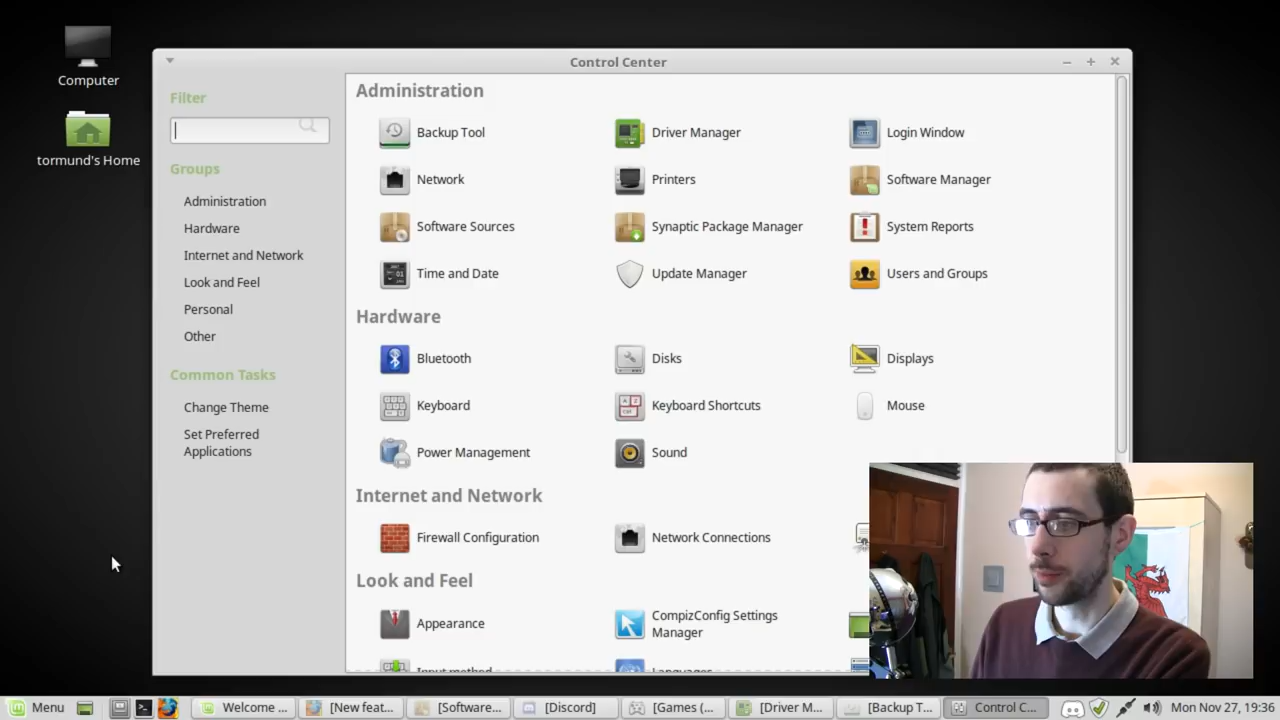 Computer
tormund's Home
Control Center
Filter
Groups
Administration
Hardware
Internet and Network
Look and Feel
Personal
Other
Common Tasks
Change Theme
Set Preferred
Applications
Administration
Backup Tool
Driver Manager
Login Window
Network
Printers
Software Manager
Software Sources
Synaptic Package Manager
System Reports
Time and Date
Update Manager
Users and Groups
Hardware
Bluetooth
Disks
Displays
Keyboard
Keyboard Shortcuts
Mouse
Power Management
Sound
Internet and Network
Firewall Configuration
Network Connections
Look and Feel
Appearance
CompizConfig Settings
Manager
Input method
Languages
Menu
Welcome ...
[New feat...
[Software...
[Discord]
[Games (...
[Driver M...
[Backup T...
Control C...
Mon Nov 27, 19:36